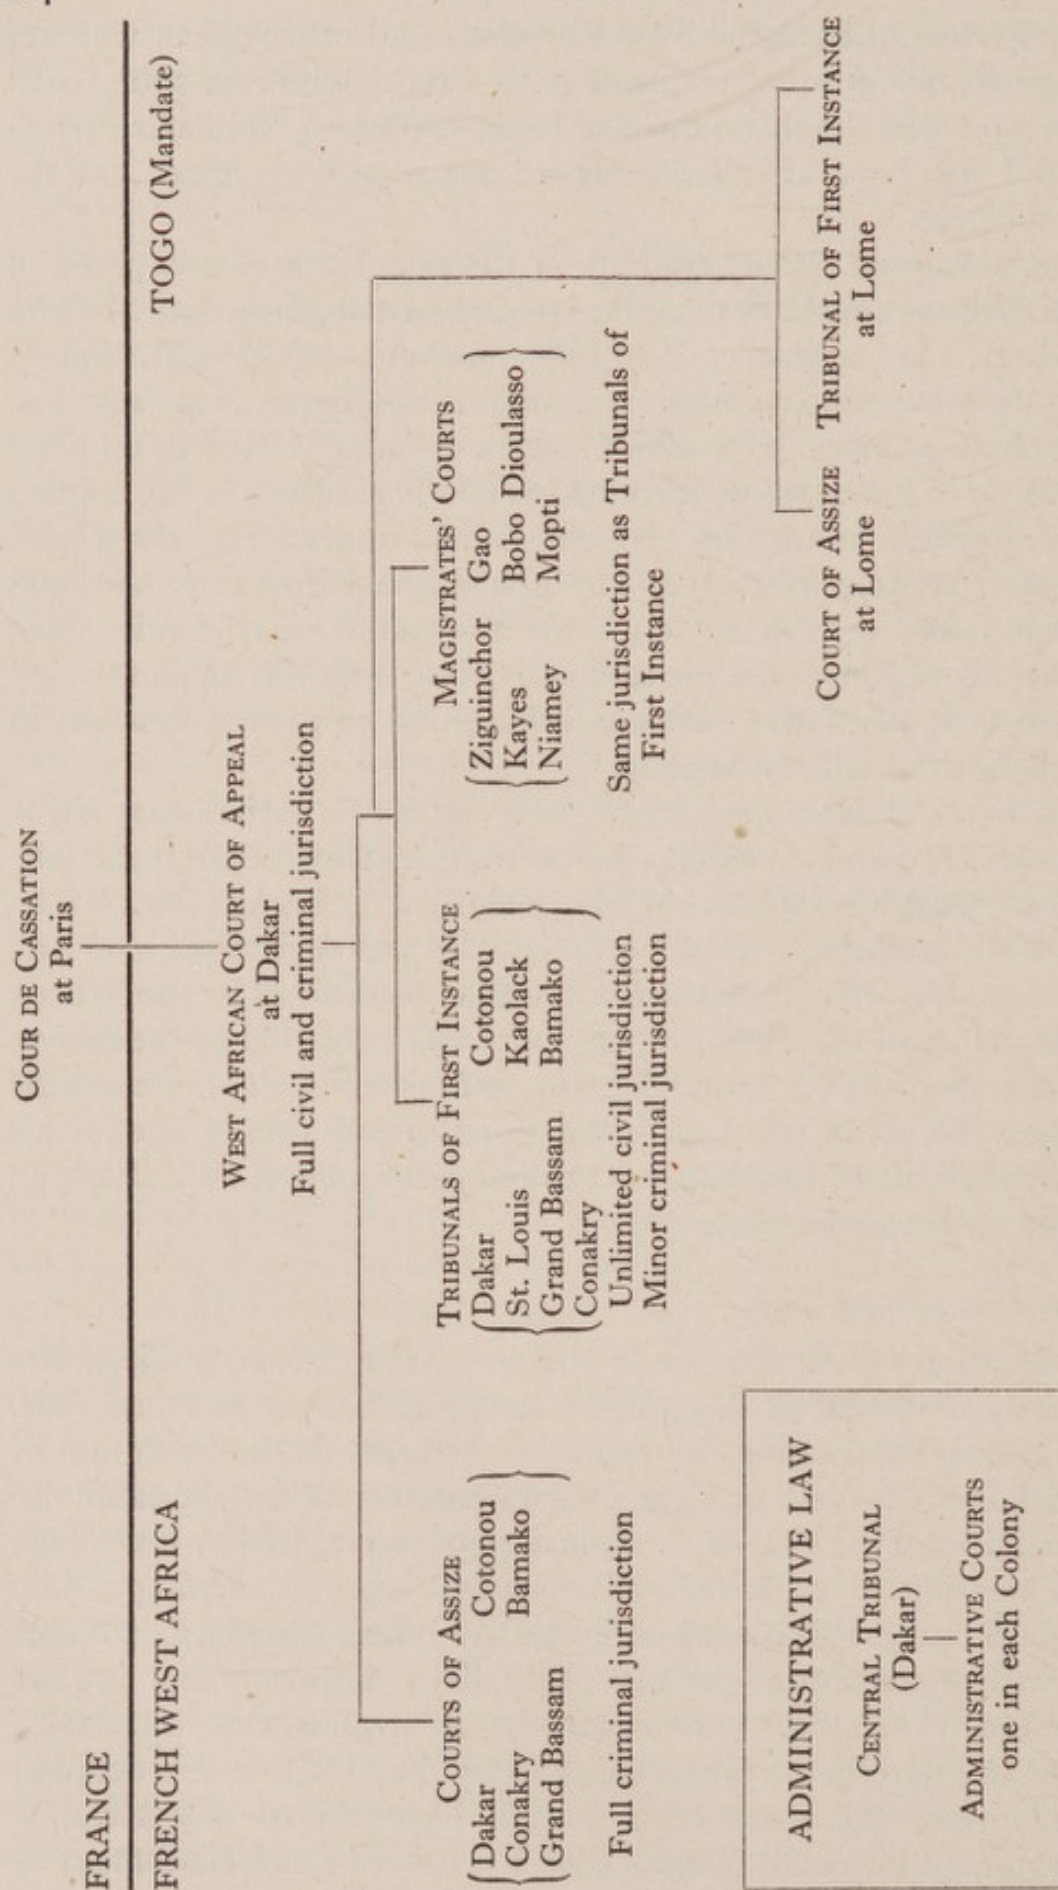 FRANCE
COUR DE CASSATION
at Paris
FRENCH WEST AFRICA
TOGO (Mandate)
WEST AFRICAN COURT OF APPEAL
at Dakar
Full civil and criminal jurisdiction
COURTS OF ASSIZE
Dakar Cotonou
Conakry Bamako
Grand Bassam
Full criminal jurisdiction
TRIBUNALS OF FIRST INSTANCE
Dakar Cotonou
St. Louis Kaolack
Grand Bassam Bamako
Conakry
Unlimited civil jurisdiction
Minor criminal jurisdiction
MAGISTRATES' COURTS
Ziguinchor Gao
Kayes Bobo Dioulasso
Niamey Mopti
Same jurisdiction as Tribunals of
First Instance
COURT OF ASSIZE
at Lome
TRIBUNAL OF FIRST INSTANCE
at Lome
ADMINISTRATIVE LAW
CENTRAL TRIBUNAL
(Dakar)
ADMINISTRATIVE COURTS
one in each Colony